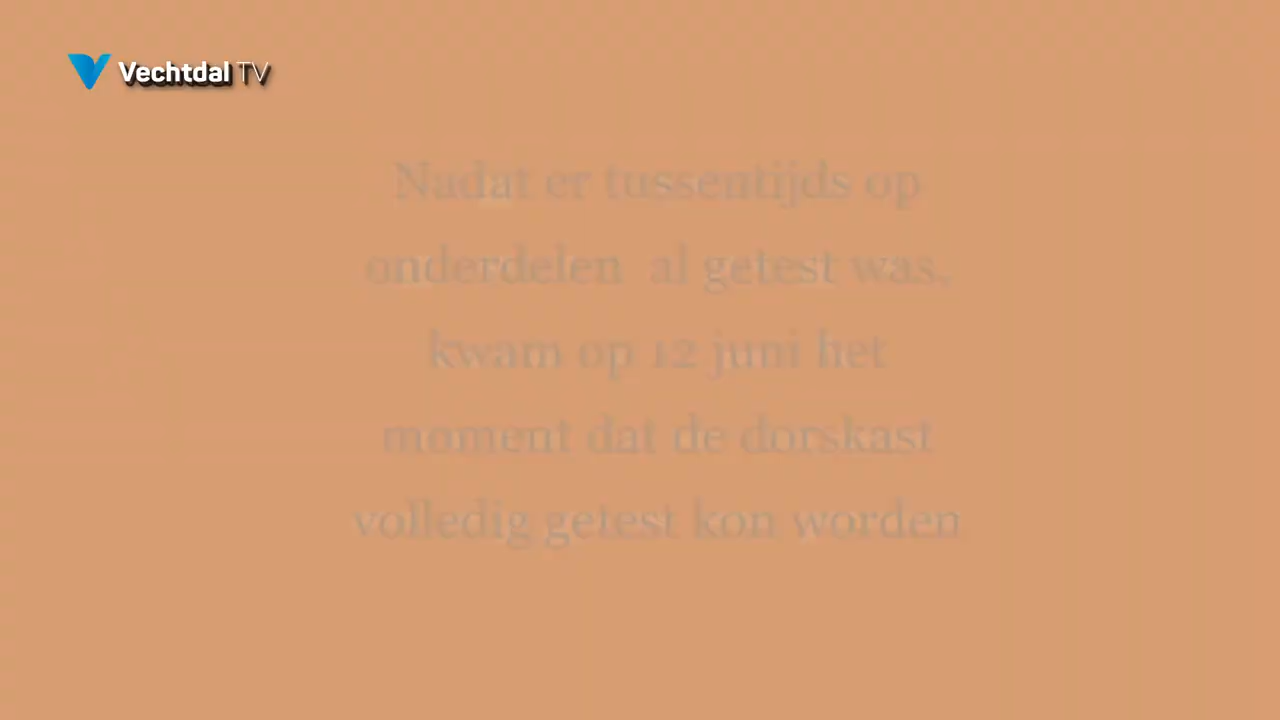 Vechtdal TV
Nadat er tussentijds op
onderdelen al getest was,
kwam op 12 juni het
moment dat de dorskast
volledig getest kon worden